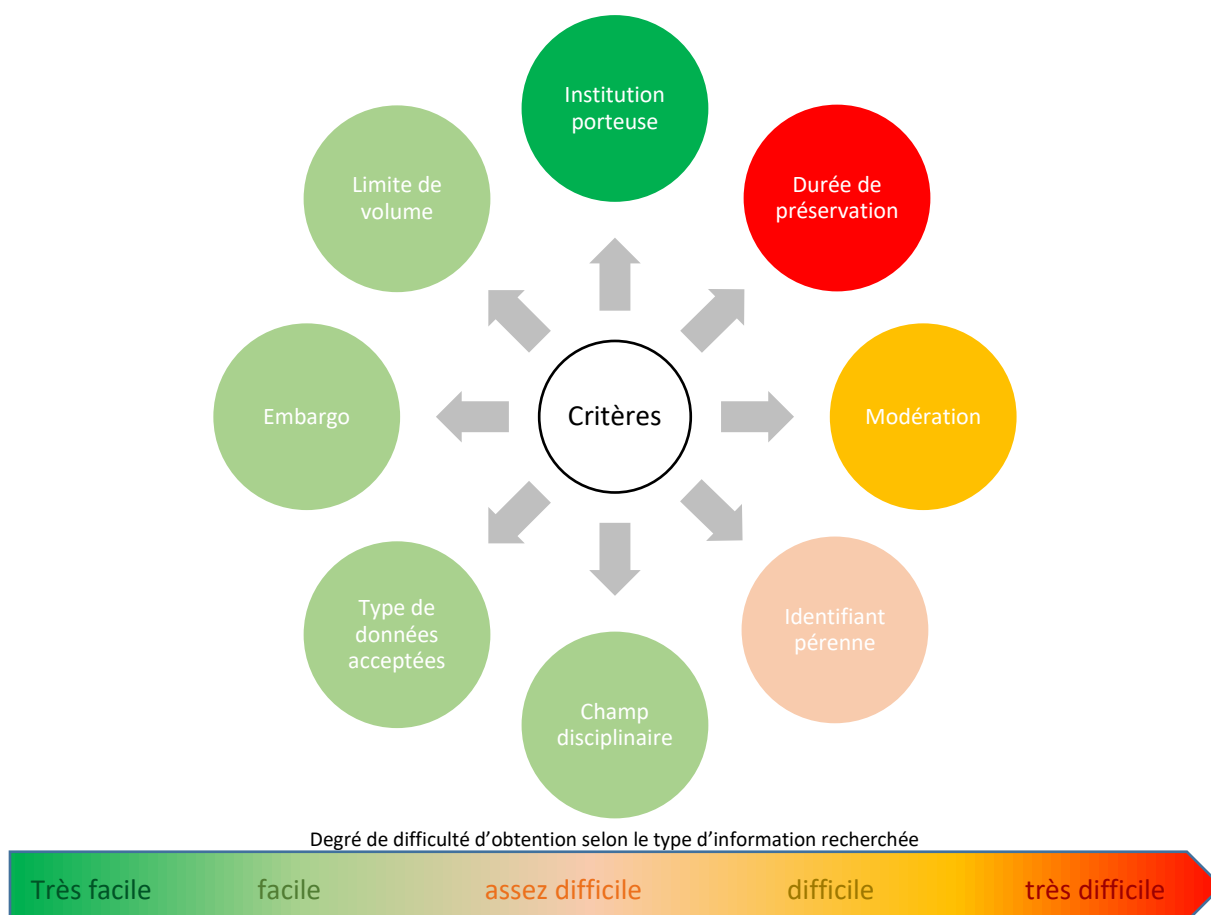 Institution
porteuse
Durée de
préservation
Modération
Identifiant
pérenne
Champ
disciplinaire
Type de
données
acceptées
Embargo
Limite de
volume
Critères
Degré de difficulté d'obtention selon le type d'information recherchée
Très facile facile assez difficile difficile très difficile